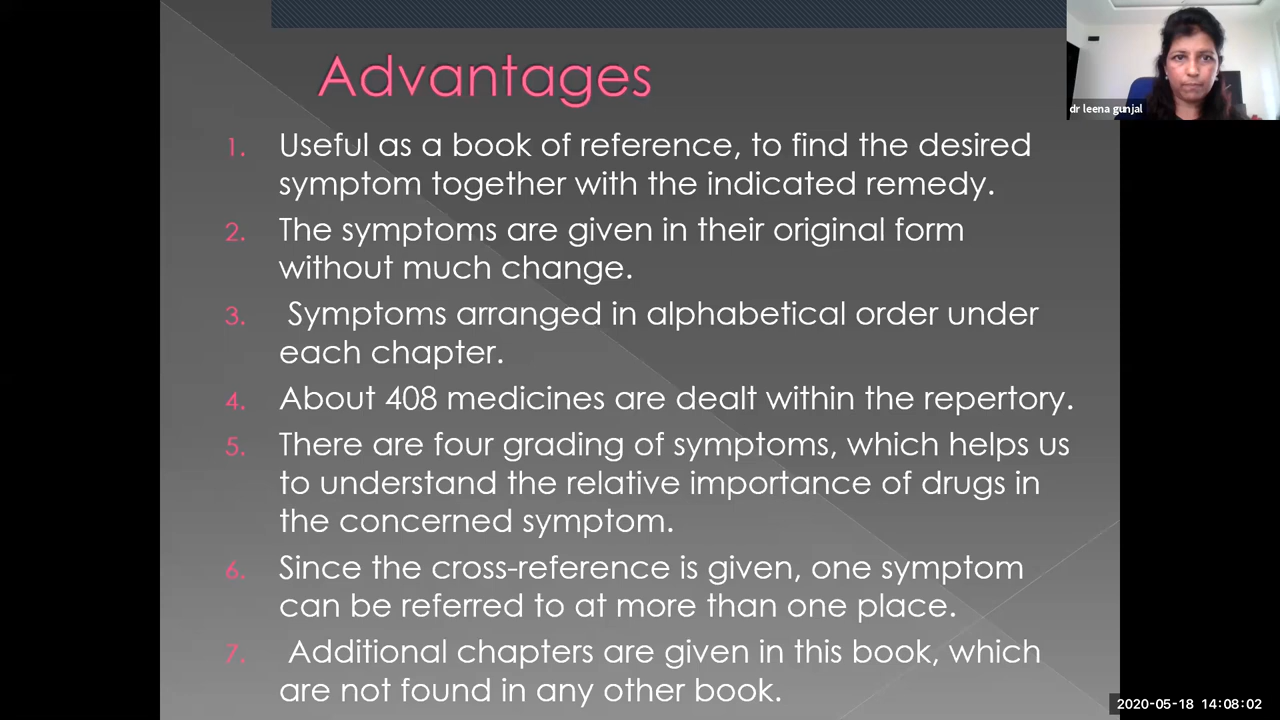 Advantages
dr leena gunjal
1. Useful as a book of reference, to find the desired
symptom together with the indicated remedy.
2. The symptoms are given in their original form
without much change.
3. Symptoms arranged in alphabetical order under
each chapter.
4. About 408 medicines are dealt within the repertory.
5. There are four grading of symptoms, which helps us
to understand the relative importance of drugs in
the concerned symptom.
6. Since the cross-reference is given, one symptom
can be referred to at more than one place.
7. Additional chapters are given in this book, which
are not found in any other book.
2020-05-18 14:08:02